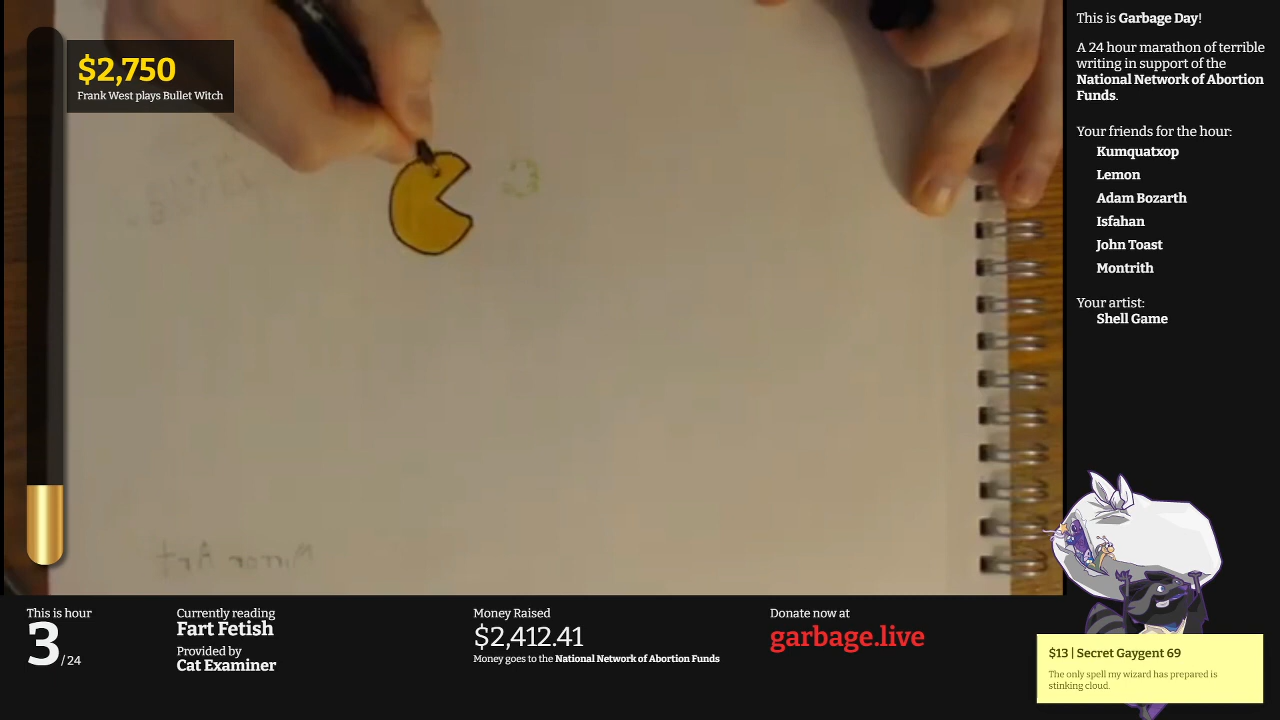 $2,750
Frank West plays Bullet Witch
This is Garbage Day!
A 24 hour marathon of terrible
writing in support of the
National Network of Abortion
Funds.
Your friends for the hour:
Kumquatxop
Lemon
Adam Bozarth
Isfahan
John Toast
Montrith
Your artist:
Shell Game
Mirror Art
This is hour
3/24
Currently reading
Fart Fetish
Provided by
Cat Examiner
Money Raised
$2,412.41
Money goes to the National Network of Abortion Funds
Donate now at
garbage.live
$13 | Secret Gaygent 69
The only spell my wizard has prepared is
stinking cloud.